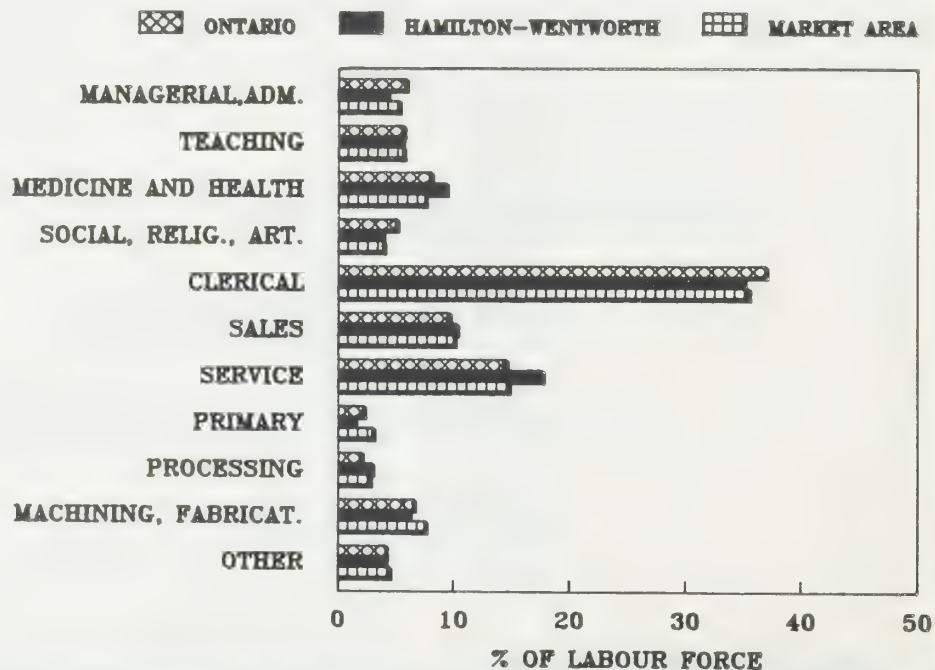 ONTARIO HAMILTON-WENTWORTH MARKET AREA
MANAGERIAL,ADM.
TEACHING
MEDICINE AND HEALTH
SOCIAL, RELIG., ART.
CLERICAL
SALES
SERVICE
PRIMARY
PROCESSING
MACHINING, FABRICAT.
OTHER
0 10 20 30 40 50
% OF LABOUR FORCE